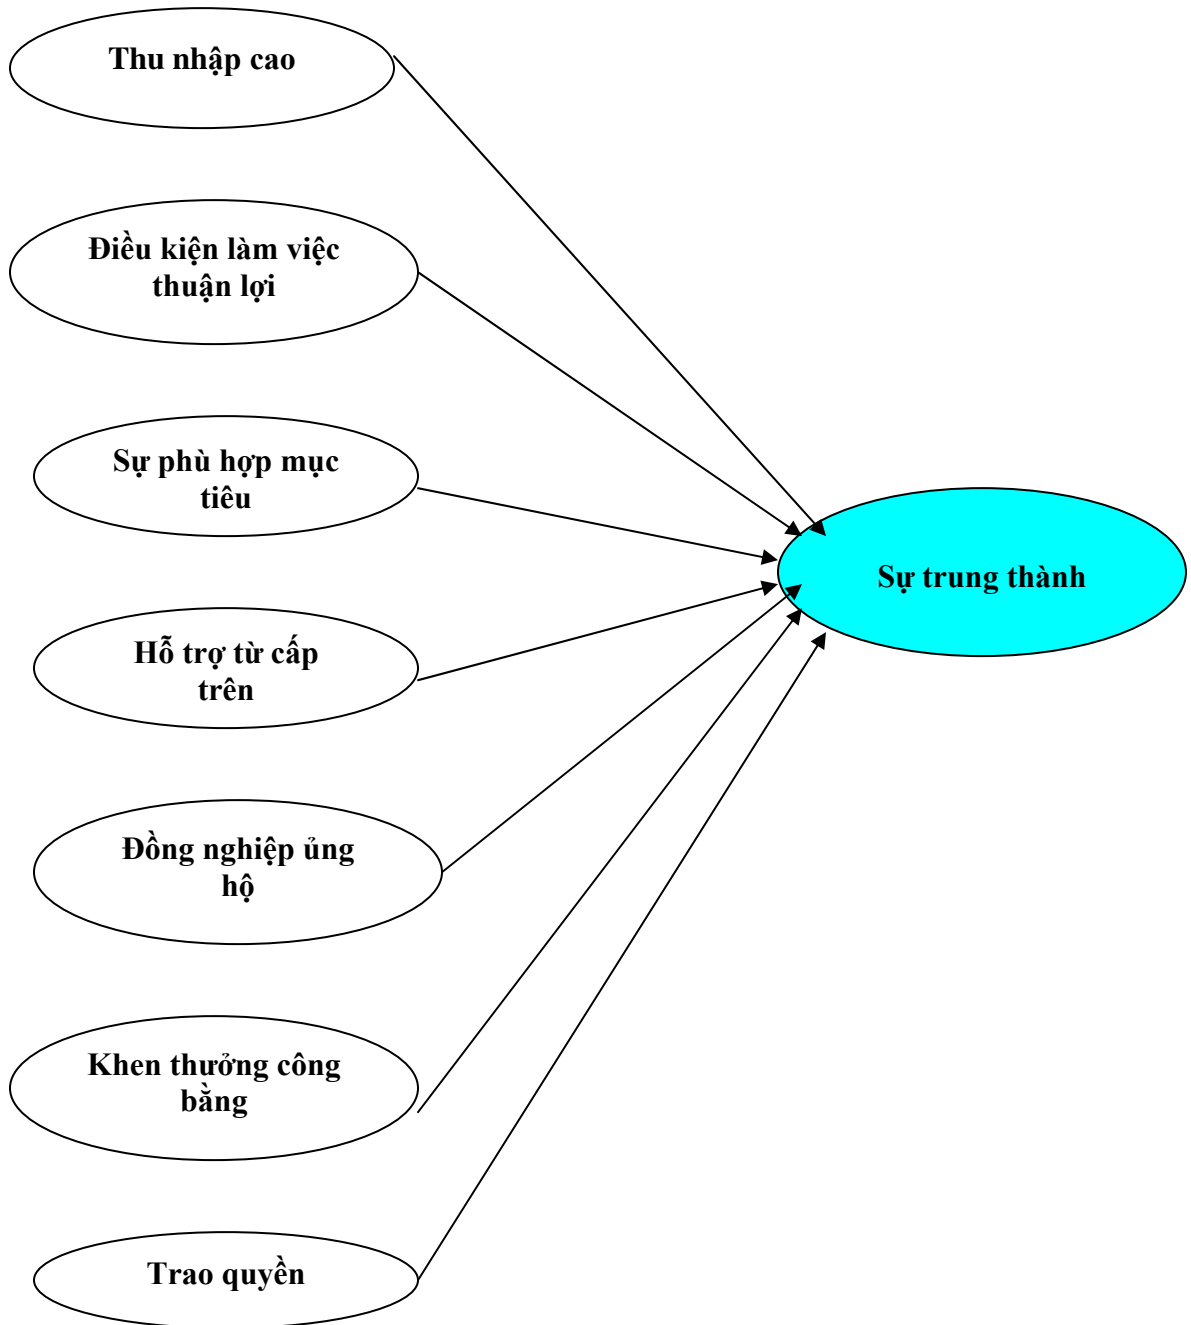 Thu nhập cao
Điều kiện làm việc
thuận lợi
Sự phù hợp mục
tiêu
Sự trung thành
Hỗ trợ từ cấp
trên
Đồng nghiệp ủng
hộ
Khen thưởng công
bằng
Trao quyền